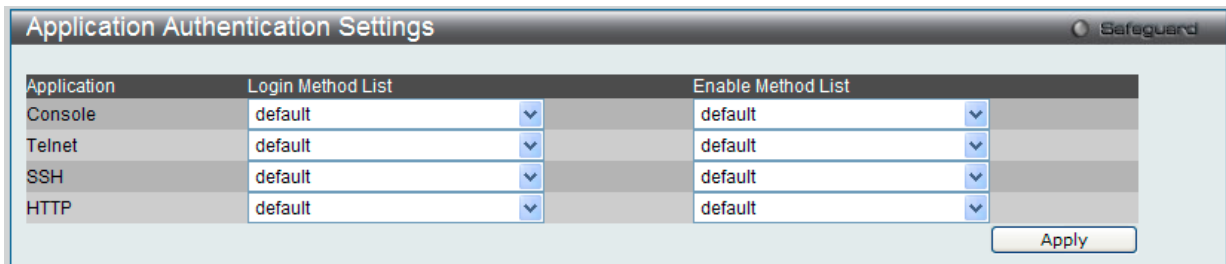 Application Authentication Settings Safeguard
Application Login Method List Enable Method List
Console default default
Telnet default default
SSH default default
HTTP default default
Apply